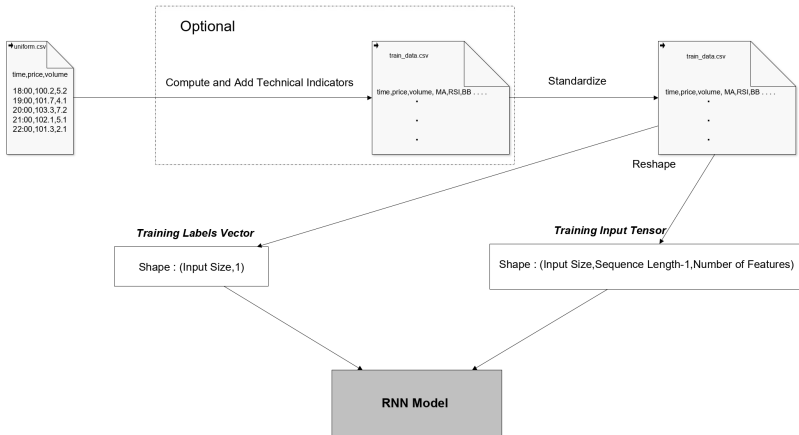 Optional
uniform.csv
time,price,volume
18:00,100.2,5.2
19:00,101.7,4.1
20:00,103.3,7.2
21:00,102.1,5.1
22:00,101.3,2.1
Compute and Add Technical Indicators
train_data.csv
time,price,volume, MA,RSI,BB . . . .
.
.
.
Standardize
train_data.csv
time,price,volume, MA,RSI,BB . . . .
.
.
.
Reshape
Training Labels Vector
Shape : (Input Size,1)
Training Input Tensor
Shape : (Input Size,Sequence Length-1,Number of Features)
RNN Model